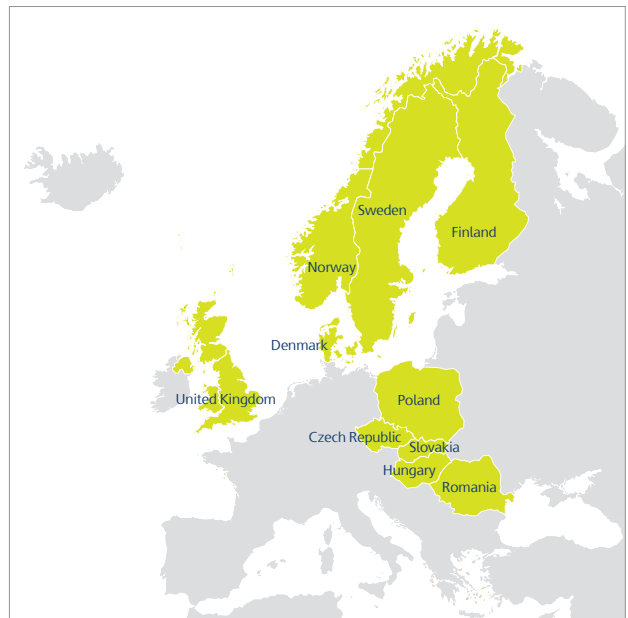 Sweden
Finland
Norway
Denmark
United Kingdom
Poland
Czech Republic
Slovakia
Hungary
Romania